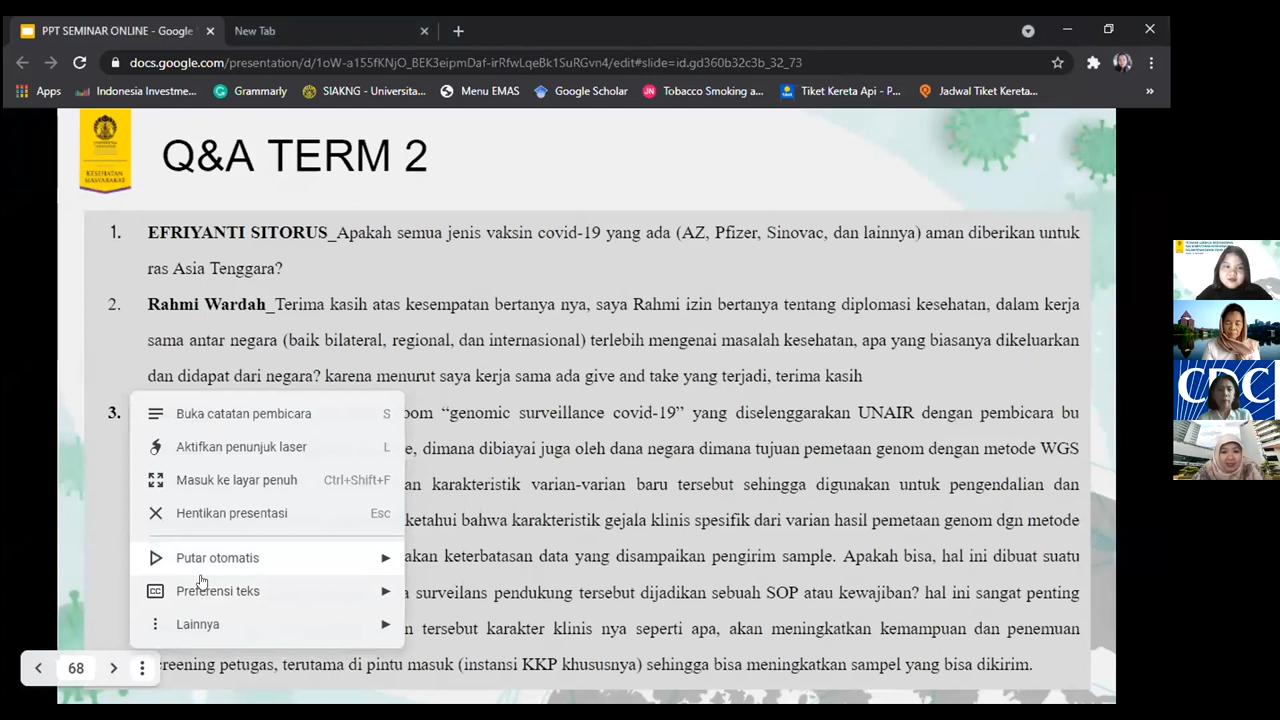 PPT SEMINAR ONLINE - Google
New Tab
docs.google.com/presentation/d/1oW-a155fKNjO_BEK3eipmDaf-irRfwLqeBk1SuRGvn4/edit#slide=id.gd360b32c3b_32_73
Apps
Indonesia Investme...
Grammarly
SIAKNG - Universita...
Menu EMAS
Google Scholar
Tobacco Smoking a...
Tiket Kereta Api - P...
Jadwal Tiket Kereta...
KESEHATAN
MASYARAKAT
Q&A TERM 2
1. EFRIYANTI SITORUS_Apakah semua jenis vaksin covid-19 yang ada (AZ, Pfizer, Sinovac, dan lainnya) aman diberikan untuk
ras Asia Tenggara?
2. Rahmi Wardah_Terima kasih atas kesempatan bertanya nya, saya Rahmi izin bertanya tentang diplomasi kesehatan, dalam kerja
sama antar negara (baik bilateral, regional, dan internasional) terlebih mengenai masalah kesehatan, apa yang biasanya dikeluarkan
dan didapat dari negara? karena menurut saya kerja sama ada give and take yang terjadi, terima kasih
3. oom “genomic surveillance covid-19” yang diselenggarakan UNAIR dengan pembicara bu
e, dimana dibiayai juga oleh dana negara dimana tujuan pemetaan genom dengan metode WGS
an karakteristik varian-varian baru tersebut sehingga digunakan untuk pengendalian dan
ketahui bahwa karakteristik gejala klinis spesifik dari varian hasil pemetaan genom dgn metode
akan keterbatasan data yang disampaikan pengirim sample. Apakah bisa, hal ini dibuat suatu
a surveilans pendukung tersebut dijadikan sebuah SOP atau kewajiban? hal ini sangat penting
n tersebut karakter klinis nya seperti apa, akan meningkatkan kemampuan dan penemuan
creening petugas, terutama di pintu masuk (instansi KKP khususnya) sehingga bisa meningkatkan sampel yang bisa dikirim.
Buka catatan pembicara S
Aktifkan penunjuk laser L
Masuk ke layar penuh Ctrl+Shift+F
Hentikan presentasi Esc
Putar otomatis
Preferensi teks
Lainnya
68
CDC